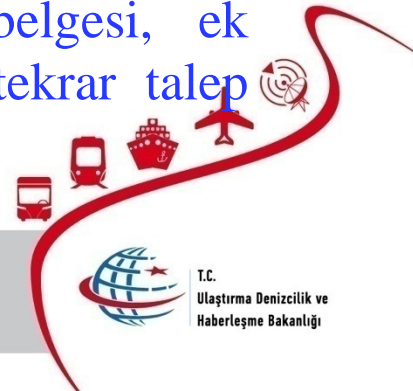 belgesi, ek
tekrar talep
T.C.
Ulaştırma Denizcilik ve
Haberleşme Bakanlığı